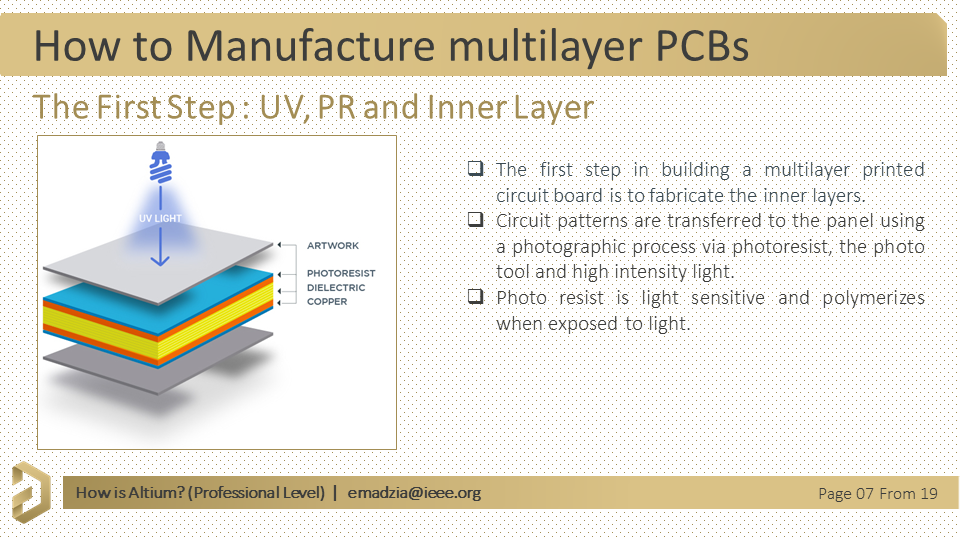 How to Manufacture multilayer PCBs
The First Step : UV, PR and Inner Layer
UV LIGHT
ARTWORK
PHOTORESIST
DIELECTRIC
COPPER
❑ The first step in building a multilayer printed
circuit board is to fabricate the inner layers.
❑ Circuit patterns are transferred to the panel using
a photographic process via photoresist, the photo
tool and high intensity light.
❑ Photo resist is light sensitive and polymerizes
when exposed to light.
How is Altium? (Professional Level) | emadzia@ieee.org
Page 07 From 19